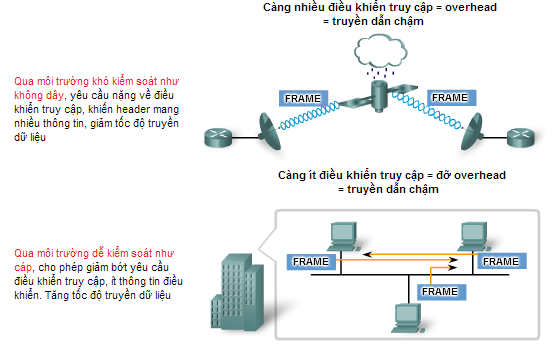 Càng nhiều điều khiển truy cập = overhead
= truyền dẫn chậm
Qua môi trường khó kiểm soát như
không dây, yêu cầu nặng về điều
khiển truy cập, khiến header mang
nhiều thông tin, giảm tốc độ truyền
dữ liệu
FRAME
FRAME
Càng ít điều khiển truy cập = đỡ overhead
= truyền dẫn chậm
Qua môi trường dễ kiểm soát như
cáp, cho phép giảm bớt yêu cầu
điều khiển truy cập, ít thông tin điều
khiển. Tăng tốc độ truyền dữ liệu
FRAME
FRAME
FRAME